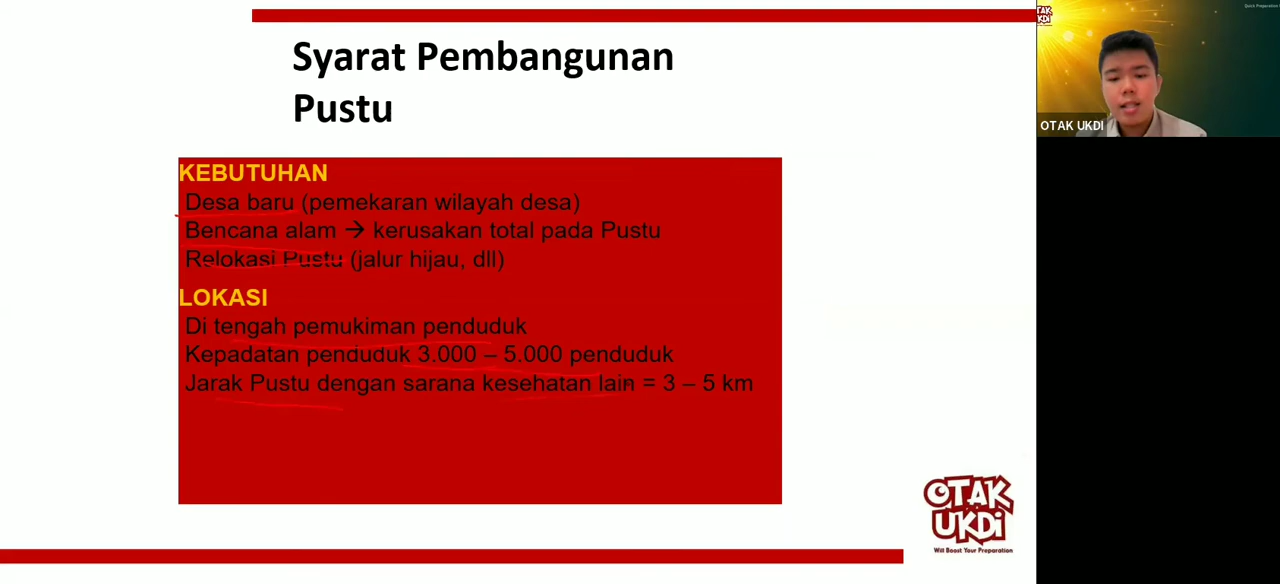 Syarat Pembangunan
Pustu
KEBUTUHAN
Desa baru (pemekaran wilayah desa)
Bencana alam → kerusakan total pada Pustu
Relokasi Pustu (jalur hijau, dll)
LOKASI
Di tengah pemukiman penduduk
Kepadatan penduduk 3.000 – 5.000 penduduk
Jarak Pustu dengan sarana kesehatan lain = 3 – 5 km
OTAK
UKDI
Will Boost Your Preparation
OTAK UKDI
Quick Preparation